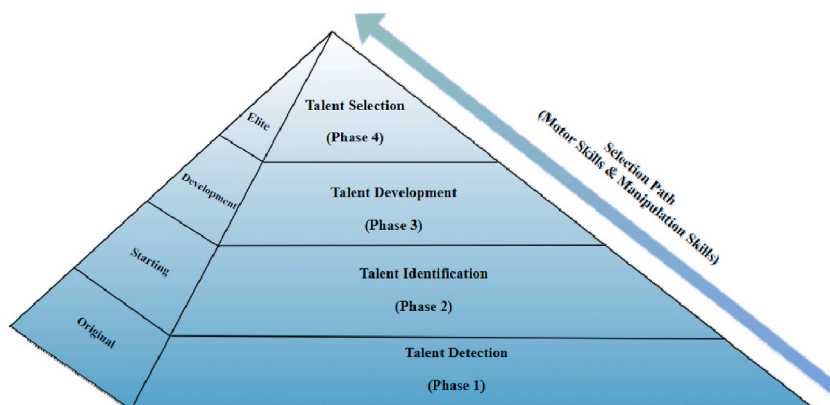 Talent Selection
(Phase 4)
Elite
Talent Development
(Phase 3)
Development
Talent Identification
(Phase 2)
Starting
Talent Detection
(Phase 1)
Original
Selection Path
(Motor Skills & Manipulation Skills)